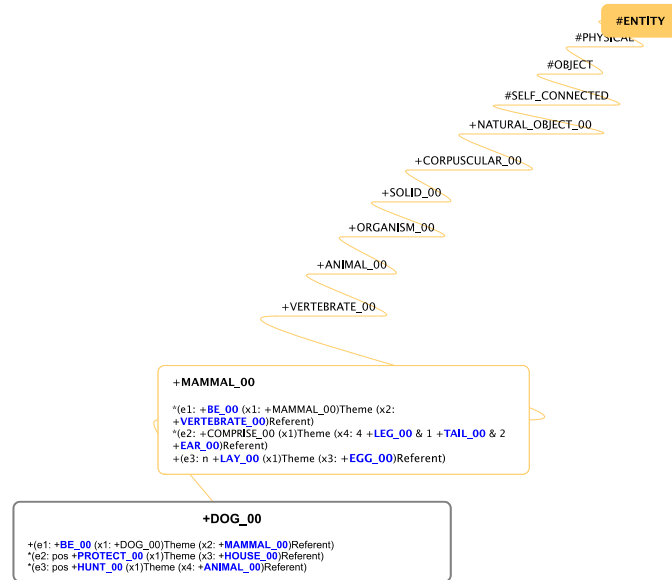 #ENTITY
#PHYSICAL
#OBJECT
#SELF_CONNECTED
+NATURAL_OBJECT_00
+CORPUSCULAR_00
+SOLID_00
+ORGANISM_00
+ANIMAL_00
+VERTEBRATE_00
+MAMMAL_00
*(e1: +BE_00 (x1: +MAMMAL_00)Theme (x2:
+VERTEBRATE_00)Referent)
*(e2: +COMPRISE_00 (x1)Theme (x4: 4 +LEG_00 & 1 +TAIL_00 & 2
+EAR_00)Referent)
+(e3: n +LAY_00 (x1)Theme (x3: +EGG_00)Referent)
+DOG_00
+(e1: +BE_00 (x1: +DOG_00)Theme (x2: +MAMMAL_00)Referent)
*(e2: pos +PROTECT_00 (x1)Theme (x3: +HOUSE_00)Referent)
*(e3: pos +HUNT_00 (x1)Theme (x4: +ANIMAL_00)Referent)